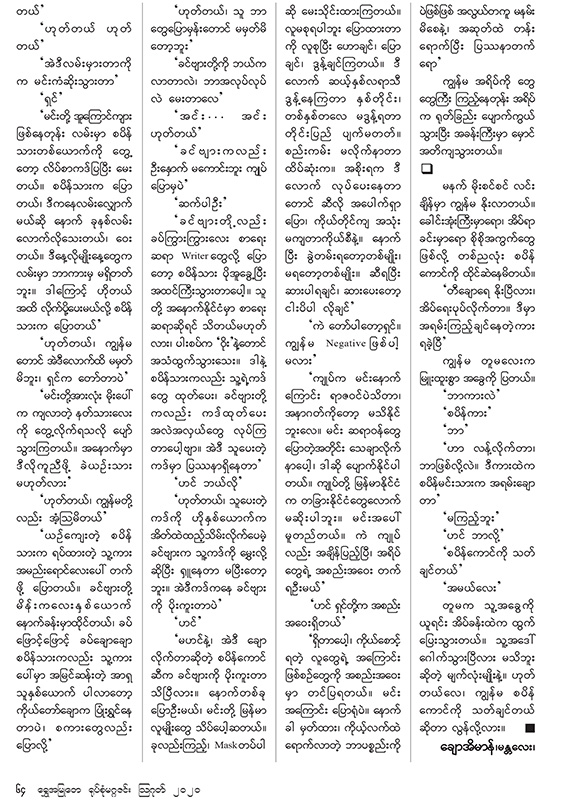 တယ်"
"ဟုတ်တယ် ဟုတ်
တယ်"
"အဲဒီလမ်းမှားတာကို
က မင်းကံဆိုးသွားတာ"
"ရှင်"
"မင်းတို့ အူကြောင်ကျား
ဖြစ်နေတုန်း လမ်းမှာ စပိန်
သားတစ်ယောက်ကို တွေ့
တော့ လိပ်စာကဒ်ပြပြီး မေး
တယ်။ စပိန်သားက ပြော
တယ်၊ ဒီကနေလမ်းလျှောက်
မယ်ဆို နောက် ခုနစ်လမ်း
လောက်လိုသေးတယ်၊ ဝေး
တယ်။ ဒီနေ့လိုမျိုးနေ့တွေက
လမ်းမှာ ဘာကားမှ မရှိတတ်
ဘူး။ ဒါကြောင့် ဟိုတယ်
အထိ လိုက်ပို့ပေးမယ်လို့ စပိန်
သားက ပြောတယ်"
"ဟုတ်တယ်၊ ကျွန်မ
တောင် အဲဒီလောက်ထိ မမှတ်
မိဘူး၊ ရှင်က တော်တာပဲ"
"မင်းတို့အားလုံး မိုးပေါ်
က ကျလာတဲ့ နတ်သားလေး
ကို တွေ့လိုက်ရသလို ပျော်
သွားကြတယ်။ အနောက်မှာ
ဒီလိုကူညီဖို့ ခဲယဉ်းသား
မဟုတ်လား"
"ဟုတ်တယ်၊ ကျွန်မတို့
လည်း အံ့ဩမိတယ်"
"ယဉ်ကျေးတဲ့ စပိန်
သားက ရပ်ထားတဲ့ သူ့ကား
အမည်းရောင်လေးပေါ် တက်
ဖို့ ပြောတယ်။ ခင်ဗျားတို့
မိန်းကလေးနှစ်ယောက်
နောက်ခန်းမှာထိုင်တယ်၊ ခပ်
ဖြောင့်ဖြောင့် ခပ်ချောချော
စပိန်သားကလည်း သူ့ကား
ပေါ်မှာ အမြင်ဆန်းတဲ့ အာရှ
သူနှစ်ယောက် ပါလာတော့
ကိုယ်တော်ချောက ပြုံးရွှင်နေ
တာပဲ၊ စကားတွေလည်း
ပြောလို့"
"ဟုတ်တယ်၊ သူ ဘာ
တွေပြောမှန်းတောင် မမှတ်မိ
တော့ဘူး"
"ခင်ဗျားတို့ကို ဘယ်က
လာတာလဲ၊ ဘာအလုပ်လုပ်
လဲ မေးတာလေ"
"အင်း... အင်း
ဟုတ်တယ်"
"ခင်ဗျားကလည်း
ဦးနှောက် မကောင်းဘူး ကျုပ်
ပြောမှပဲ"
"ဆက်ပါဦး"
"ခင်ဗျားတို့လည်း
ခပ်ကြွားကြွားလေး စာရေး
ဆရာ Writer တွေလို့ ပြော
တော့ စပိန်သား ပိုအူခွေ့ပြီး
အထင်ကြီးသွားတာပေါ့။ သူ
တို့ အနောက်နိုင်ငံမှာ စာရေး
ဆရာဆိုရင် သိတယ်မဟုတ်
လား၊ ပါးစပ်က "ဝိုး"နဲ့တောင်
အသံထွက်သွားသေး။ ဒါနဲ့
စပိန်သားကလည်း သူ့ရဲ့ကဒ်
တွေ ထုတ်ပေး၊ ခင်ဗျားတို့
ကလည်း ကဒ်ထုတ်ပေး
အလဲအလှယ်တွေ လုပ်ကြ
တာပေါ့ဗျာ။ အဲဒီ သူပေးတဲ့
ကဒ်မှာ ပြဿနာရှိနေတာ"
"ဟင် ဘယ်လို"
"ဟုတ်တယ်၊ သူပေးတဲ့
ကဒ်ကို ဟိုနှစ်ယောက်က
အိတ်ထဲထည့်သိမ်းလိုက်ပေမဲ့
ခင်ဗျားက သူ့ကဒ်ကို မွှေးလို့
ဆိုပြီး ရှူနေတာ မပြီးတော့
ဘူး။ အဲဒီကဒ်ကနေ ခင်ဗျား
ကို ပိုးကူးတာပဲ"
"ဟင်"
"မဟင်နဲ့၊ အဲဒီ ချော
လိုက်တာဆိုတဲ့ စပိန်ကောင်
ဆီက ခင်ဗျားကို ပိုးကူးတာ
သိပြီလား။ နောက်တစ်ခု
ပြောဦးမယ်၊ မင်းတို့ မြန်မာ
လူမျိုးတွေ သိပ်ပေါ့ဆတယ်။
ခုလည်းကြည့်၊ Mask တပ်ပါ
ဆို မေးသိုင်းထားကြတယ်။
လူမစုရပါဘူး ပြောထားတာ
ကို လူစုပြီး ဟောချင်၊ ပြော
ချင်၊ ဒွန့်ချင်ကြတယ်။ ဒီ
လောက် ဆယ့်နှစ်လရာသီ
ဒွန့်နေကြတာ နှစ်တိုင်း၊
တစ်နှစ်တလေ မဒွန့်ရတာ
တိုင်းပြည် ပျက်မတတ်။
စည်းကမ်း မလိုက်နာတာ
ထိပ်ဆုံးက။ အစိုးရက ဒီ
လောက် လုပ်ပေးနေတာ
တောင် ဆီလို အပေါက်ရှာ
ပြော၊ ကိုယ်တိုင်ကျ အသုံး
မကျတာကိုယ်စီနဲ့။ နောက်
ပြီး ခွဲတမ်းရတော့တစ်မျိုး၊
မရတော့တစ်မျိုး။ ဆီရပြီး
ဆားပါရချင်၊ ဆားပေးတော့
ငါးပိပါ လိုချင်"
"ကဲ တော်ပါတော့ရှင်။
ကျွန်မ Negative ဖြစ်ပါ့
မလား"
"ကျုပ်က မင်းနောက်
ကြောင်း ရာဇဝင်ပဲသိတာ၊
အနာဂတ်ကိုတော့ မသိနိုင်
ဘူးလေ။ မင်း ဆရာဝန်တွေ
ပြောတဲ့အတိုင်း သေချာလိုက်
နာပေါ့၊ ဒါဆို ပျောက်နိုင်ပါ
တယ်။ ကျုပ်တို့ မြန်မာနိုင်ငံ
က တခြားနိုင်ငံတွေလောက်
မဆိုးပါဘူး။ မင်းအပေါ်
မူတည်တယ်။ ကဲ ကျုပ်
လည်း အချိန်ပြည့်ပြီ၊ အရိပ်
တွေရဲ့ အစည်းအဝေး တက်
ရဦးမယ်"
"ဟင် ရှင်တို့က အစည်း
အဝေးရှိတယ်"
"ရှိတာပေါ့၊ ကိုယ်စောင့်
ရတဲ့ လူတွေရဲ့ အကြောင်း
ဖြစ်စဉ်တွေကို အစည်းအဝေး
မှာ တင်ပြရတယ်။ မင်း
အကြောင်း ပြောရုံပဲ။ နောက်
ခါ မှတ်ထား၊ ကိုယ့်လက်ထဲ
ရောက်လာတဲ့ ဘာပစ္စည်းကို
ပဲဖြစ်ဖြစ် အလွယ်တကူ မနမ်း
မိစေနဲ့၊ အဆုတ်ထဲ တန်း
ရောက်ပြီး ပြဿနာတက်
ရော"
ကျွန်မ အရိပ်ကို တွေ
တွေကြီး ကြည့်နေတုန်း အရိပ်
က ရုတ်ခြည်း ပျောက်ကွယ်
သွားပြီး အခန်းကြီးမှာ မှောင်
အတိကျသွားတယ်။
မနက် မိုးစင်စင် လင်း
ချိန်မှာ ကျွန်မ နိုးလာတယ်။
ခေါင်းအုံးကြီးမှာရော၊ အိပ်ရာ
ခင်းမှာရော စိုစိုအကွက်တွေ
ဖြစ်လို့ တစ်ညလုံး စပိန်
ကောင်ကို ထိုင်ဆဲနေမိတယ်။
"တီချောရေ နိုးပြီလား၊
အိပ်ရေးပုပ်လိုက်တာ။ ဒီမှာ
အရမ်းကြည့်ချင်နေတဲ့ကား
ရခဲ့ပြီ"
ကျွန်မ တူမလေးက
မြူးထူးစွာ အခွေကို ပြတယ်။
"ဘာကားလဲ"
"စပိန်ကား"
"ဘာ"
"ဟာ လန့်လိုက်တာ၊
ဘာဖြစ်လို့လဲ။ ဒီကားထဲက
စပိန်မင်းသားက အရမ်းချော
တာ"
"မကြည့်ဘူး"
"ဟင် ဘာလို့"
"စပိန်ကောင်ကို သတ်
ချင်တယ်"
"အမယ်လေး"
တူမက သူ့အခွေကို
ယူရင်း အိပ်ခန်းထဲက ထွက်
ပြေးသွားတယ်။ သူ့အဒေါ်
ဂေါက်သွားပြီလား မသိဘူး
ဆိုတဲ့ မျက်လုံးမျိုးနဲ့။ ဟုတ်
တယ်လေ၊ ကျွန်မ စပိန်
ကောင်ကို သတ်ချင်တယ်
ဆိုတာ လွန်လို့လား။
ချောအိမာန်(မန္တလေး)
၆၄ ရွှေအမြုတေ ရုပ်စုံမဂ္ဂဇင်း ဩဂုတ် ၂၀၂၀